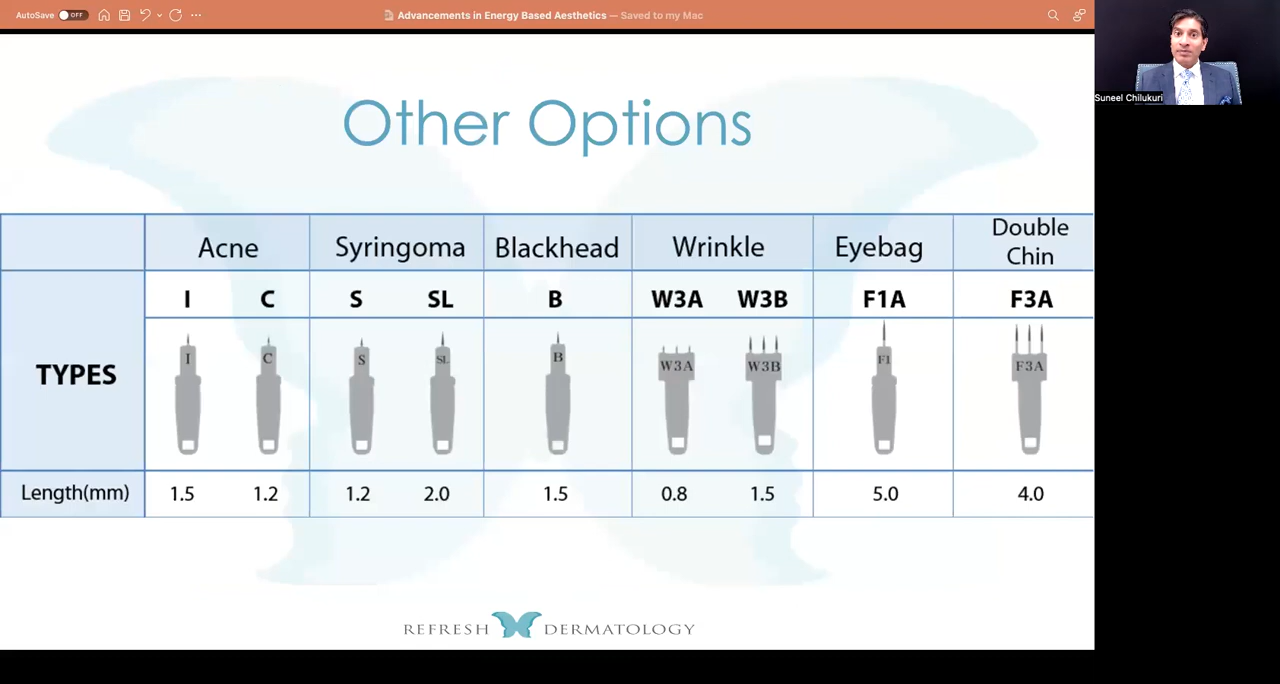 AutoSave OFF
Advancements in Energy Based Aesthetics — Saved to my Mac
Suneel Chilukuri
Other Options
Acne Syringoma Blackhead Wrinkle Eyebag Double Chin
I C S SL B W3A W3B F1A F3A
TYPES
I C S SL B W3A W3B F1 F3A
Length(mm) 1.5 1.2 1.2 2.0 1.5 0.8 1.5 5.0 4.0
REFRESH DERMATOLOGY